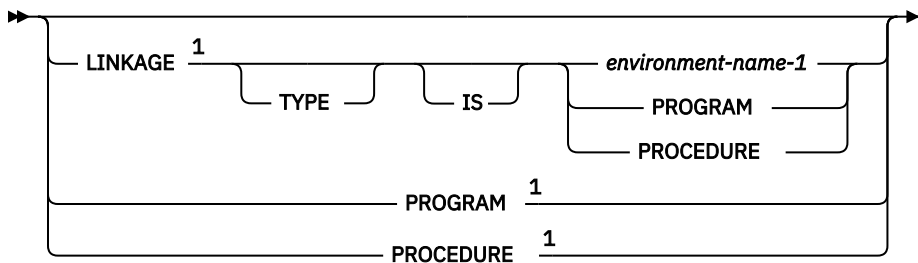 LINKAGE 1 environment-name-1
TYPE IS PROGRAM
PROCEDURE
PROGRAM 1
PROCEDURE 1